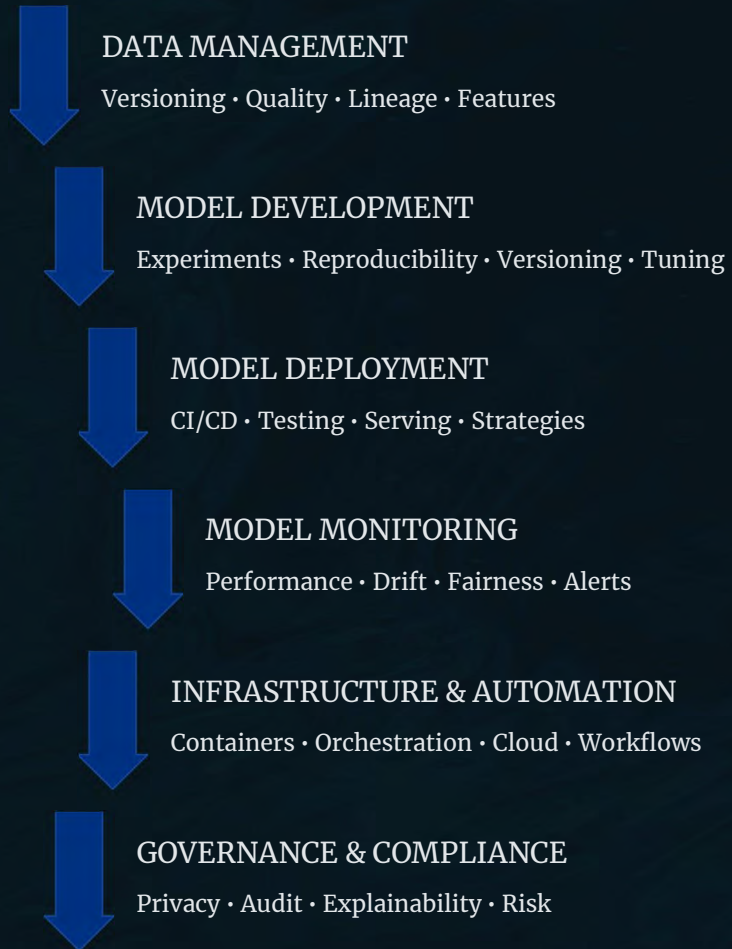 DATA MANAGEMENT
Versioning · Quality · Lineage · Features
MODEL DEVELOPMENT
Experiments · Reproducibility · Versioning · Tuning
MODEL DEPLOYMENT
CI/CD · Testing · Serving · Strategies
MODEL MONITORING
Performance · Drift · Fairness · Alerts
INFRASTRUCTURE & AUTOMATION
Containers · Orchestration · Cloud · Workflows
GOVERNANCE & COMPLIANCE
Privacy · Audit · Explainability · Risk